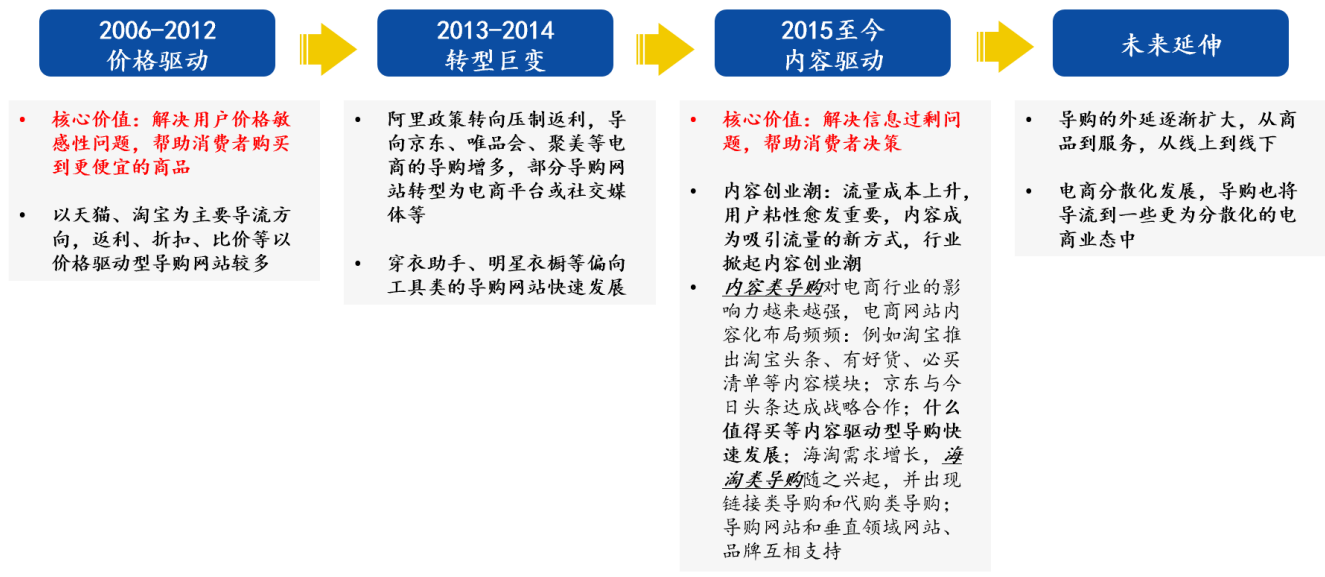 2006-2012
价格驱动
2013-2014
转型巨变
2015至今
内容驱动
未来延伸
• 核心价值：解决用户价格敏
感性问题，帮助消费者购买
到更便宜的商品
• 以天猫、淘宝为主要导流方
向，返利、折扣、比价等以
价格驱动型导购网站较多
• 阿里政策转向压制返利，导
向京东、唯品会、聚美等电
商的导购增多，部分导购网
站转型为电商平台或社交媒
体等
• 穿衣助手、明星衣橱等偏向
工具类的导购网站快速发展
• 核心价值：解决信息过剩问
题，帮助消费者决策
• 内容创业潮：流量成本上升，
用户粘性愈发重要，内容成
为吸引流量的新方式，行业
掀起内容创业潮
• 内容类导购对电商行业的影
响力越来越强，电商网站内
容化布局频频：例如淘宝推
出淘宝头条、有好货、必买
清单等内容模块；京东与今
日头条达成战略合作；什么
值得买等内容驱动型导购快
速发展；海淘需求增长，海
淘类导购随之兴起，并出现
链接类导购和代购类导购；
导购网站和垂直领域网站、
品牌互相支持
• 导购的外延逐渐扩大，从商
品到服务，从线上到线下
• 电商分散化发展，导购也将
导流到一些更为分散化的电
商业态中